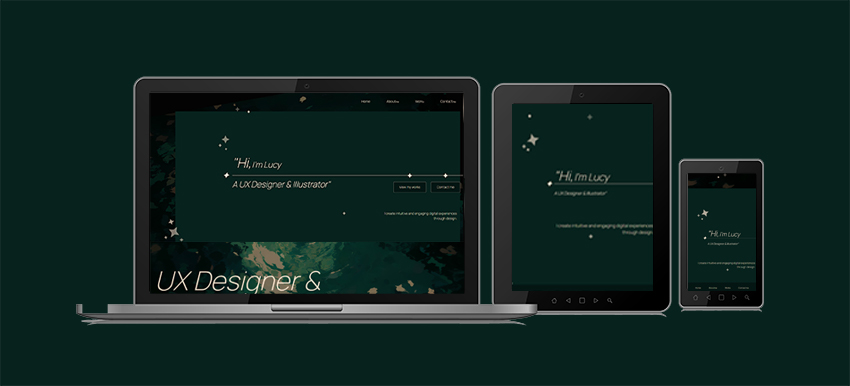 Home
About me
Works
Contact me
"Hi, I'm Lucy
A UX Designer & Illustrator"
View my works
Contact me
I create intuitive and engaging digital experiences
through design.
UX Designer &
"Hi, I'm Lucy
A UX Designer & Illustrator"
I create intuitive and engaging digital experiences
through design.
"Hi, I'm Lucy
A UX Designer & Illustrator"
I create intuitive and engaging digital experiences
through design.
Home
Works